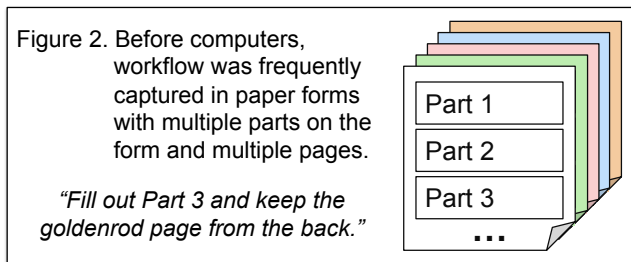 Figure 2. Before computers,
workflow was frequently
captured in paper forms
with multiple parts on the
form and multiple pages.
“Fill out Part 3 and keep the
goldenrod page from the back.”
Part 1
Part 2
Part 3
...